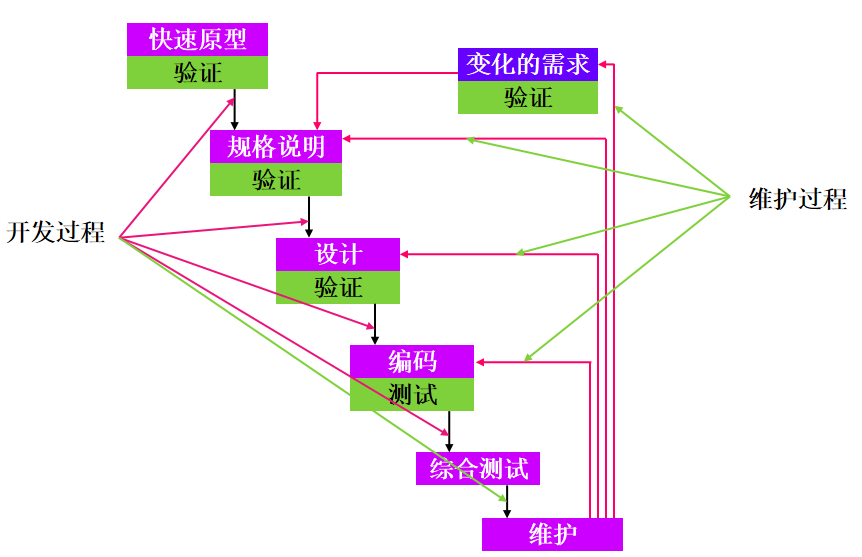 快速原型
验证
变化的需求
验证
规格说明
验证
开发过程
维护过程
设计
验证
编码
测试
综合测试
维护